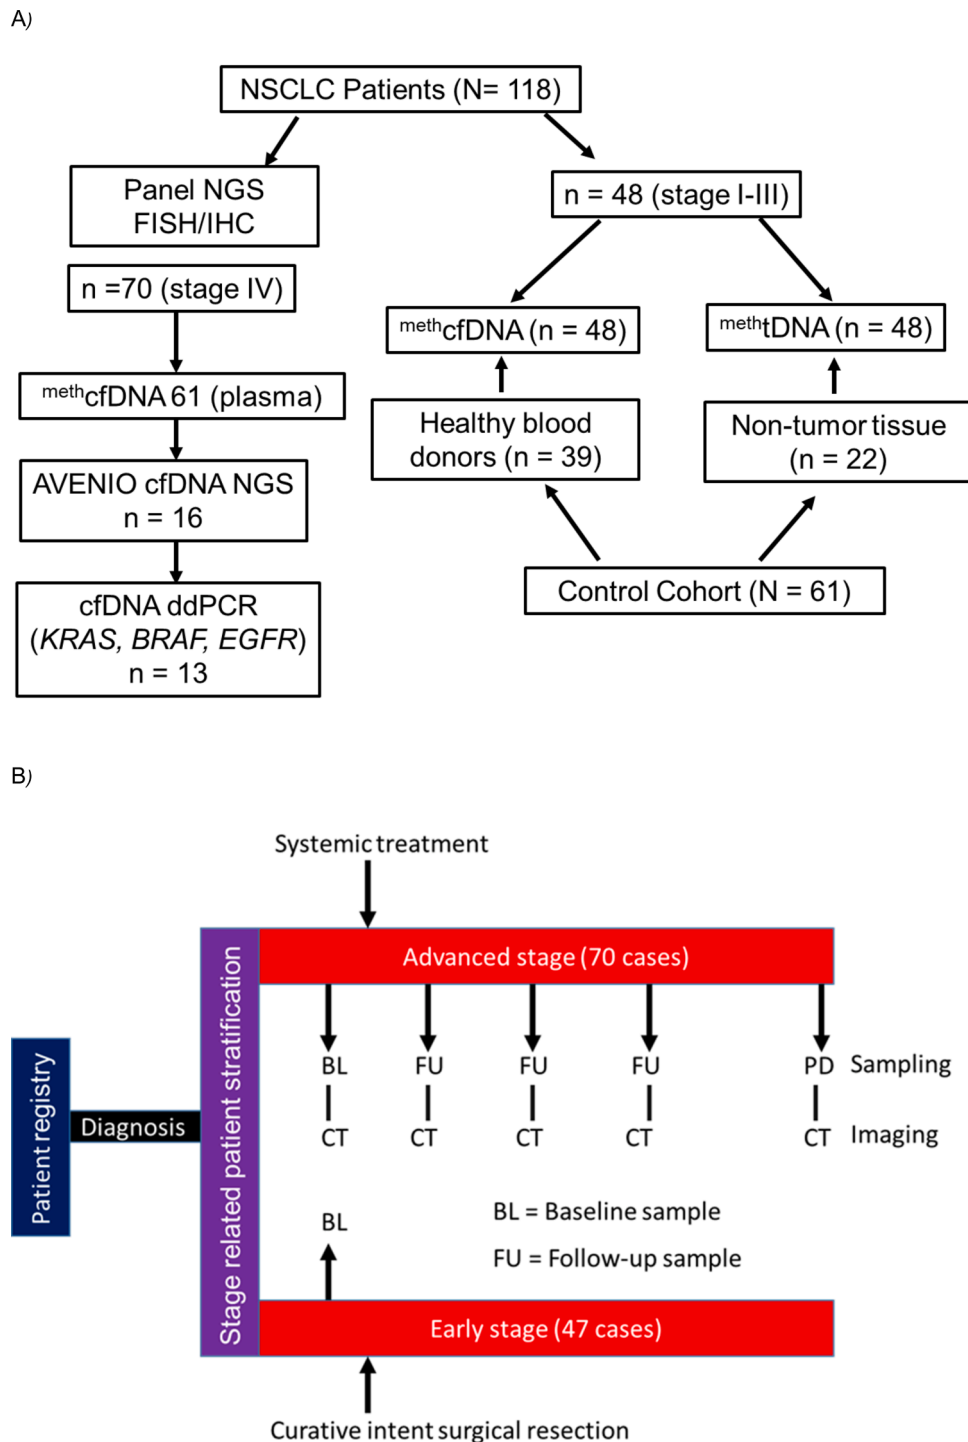 A)
NSCLC Patients (N= 118)
Panel NGS
FISH/IHC
n = 48 (stage I-III)
n =70 (stage IV)
methcfDNA (n = 48)
methtDNA (n = 48)
methcfDNA 61 (plasma)
Healthy blood
donors (n = 39)
Non-tumor tissue
(n = 22)
AVENIO cfDNA NGS
n = 16
Control Cohort (N = 61)
cfDNA ddPCR
(KRAS, BRAF, EGFR)
n = 13
B)
Systemic treatment
Advanced stage (70 cases)
BL FU FU FU PD Sampling
CT CT CT CT CT Imaging
Patient registry
Diagnosis
Stage related patient stratification
BL
BL = Baseline sample
FU = Follow-up sample
Early stage (47 cases)
Curative intent surgical resection